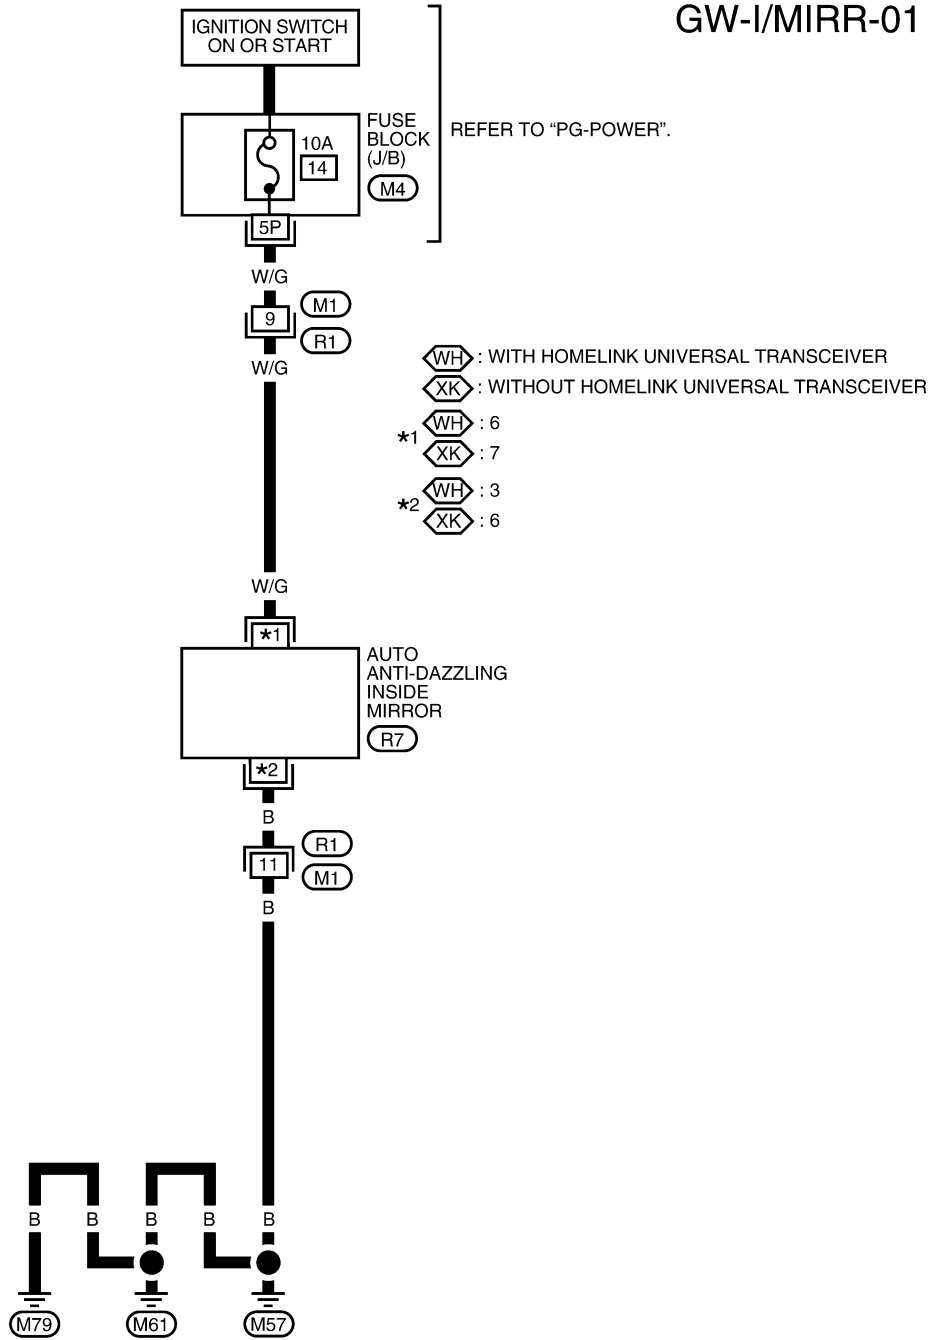 GW-I/MIRR-01
IGNITION SWITCH
ON OR START
FUSE
BLOCK
(J/B)
10A
14
M4
REFER TO “PG-POWER”.
5P
W/G
M1
9
R1
W/G
WH : WITH HOMELINK UNIVERSAL TRANSCEIVER
XK : WITHOUT HOMELINK UNIVERSAL TRANSCEIVER
*1
WH : 6
XK : 7
*2
WH : 3
XK : 6
W/G
*1
AUTO
ANTI-DAZZLING
INSIDE
MIRROR
R7
*2
B
R1
11
M1
B
B B B B B
M79 M61 M57